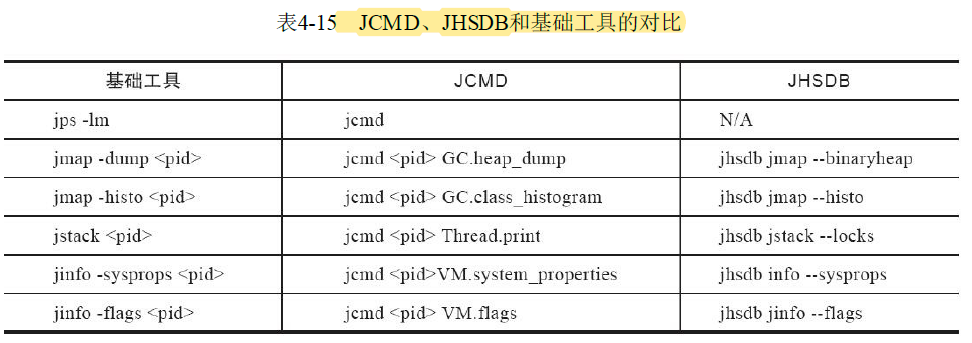 表4-15 JCMD、JHSDB和基础工具的对比
基础工具 JCMD JHSDB
jps -lm jcmd N/A
jmap -dump <pid> jcmd <pid> GC.heap_dump jhsdb jmap --binaryheap
jmap -histo <pid> jcmd <pid> GC.class_histogram jhsdb jmap --histo
jstack <pid> jcmd <pid> Thread.print jhsdb jstack --locks
jinfo -sysprops <pid> jcmd <pid>VM.system_properties jhsdb info --sysprops
jinfo -flags <pid> jcmd <pid> VM.flags jhsdb jinfo --flags